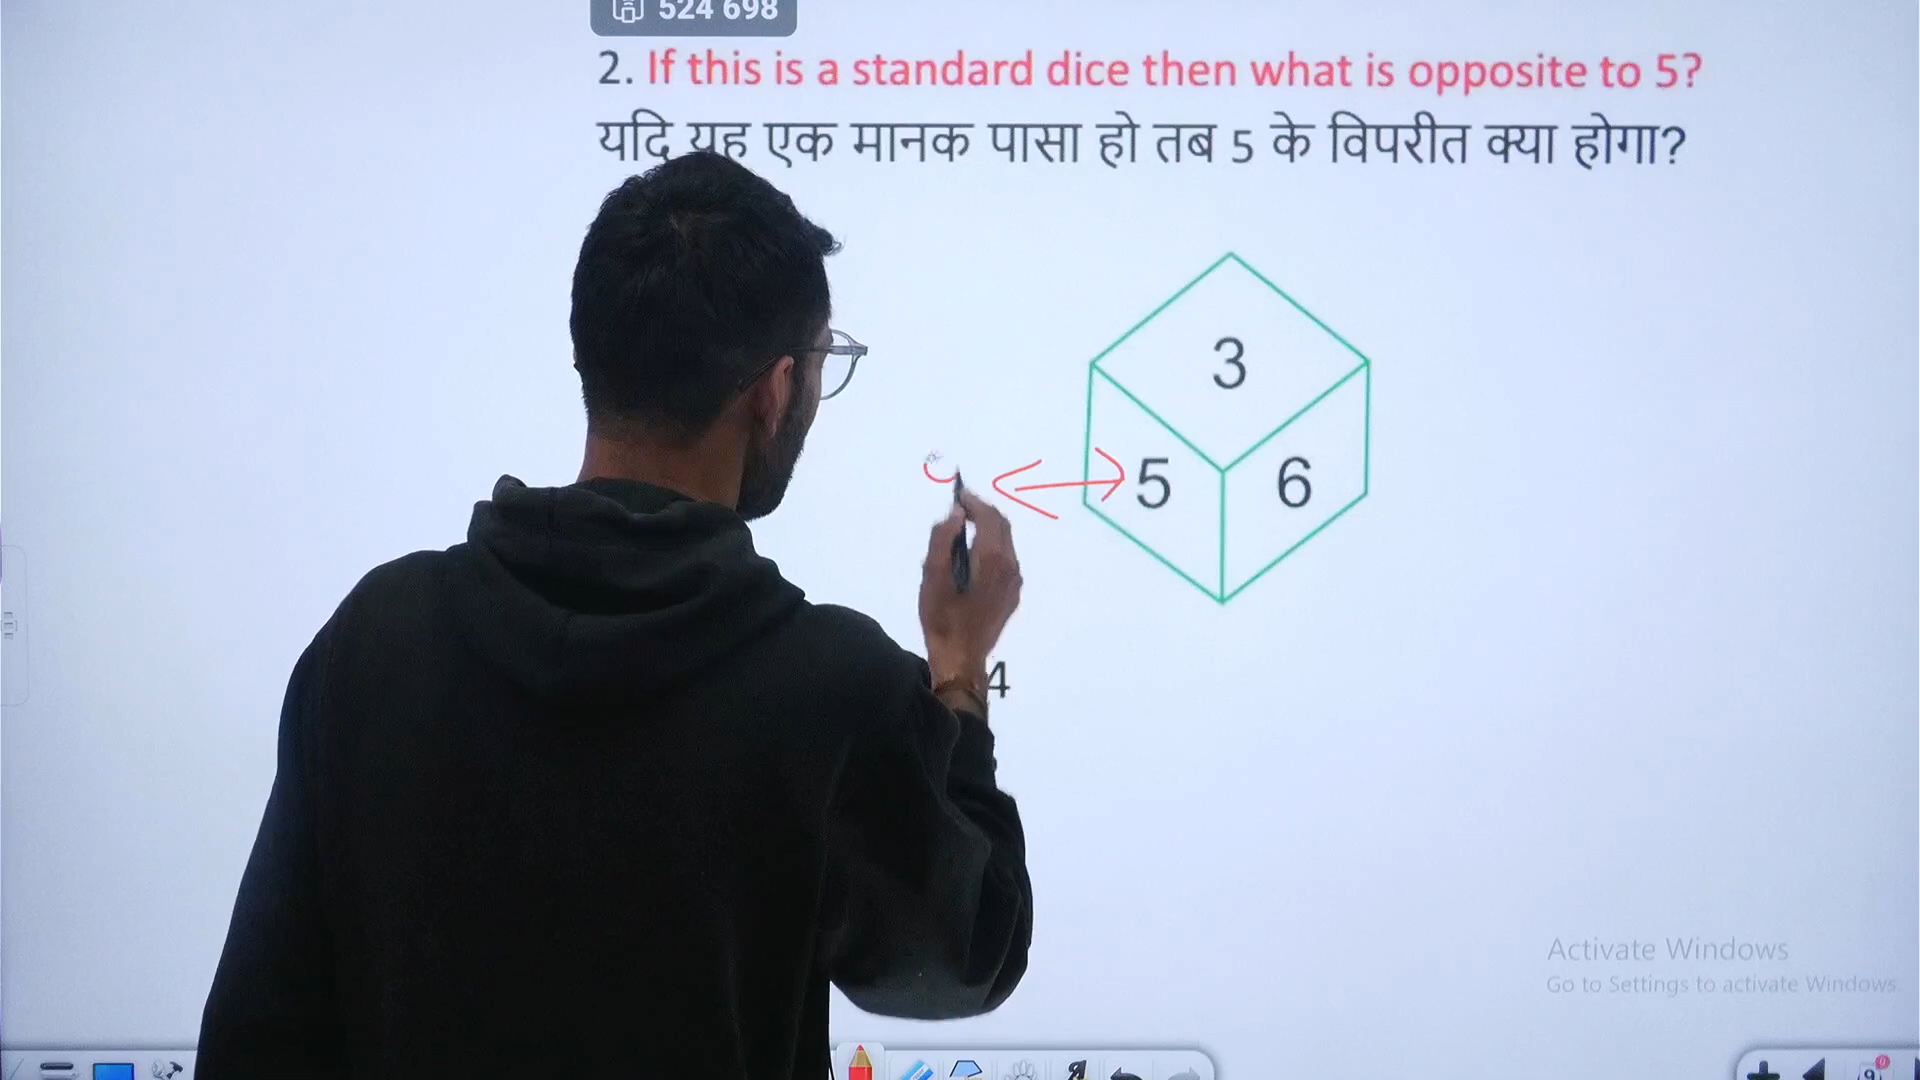 524 698
2. If this is a standard dice then what is opposite to 5?
यदि यह एक मानक पासा हो तब 5 के विपरीत क्या होगा?
3
5
6
4
Activate Windows
Go to Settings to activate Windows.